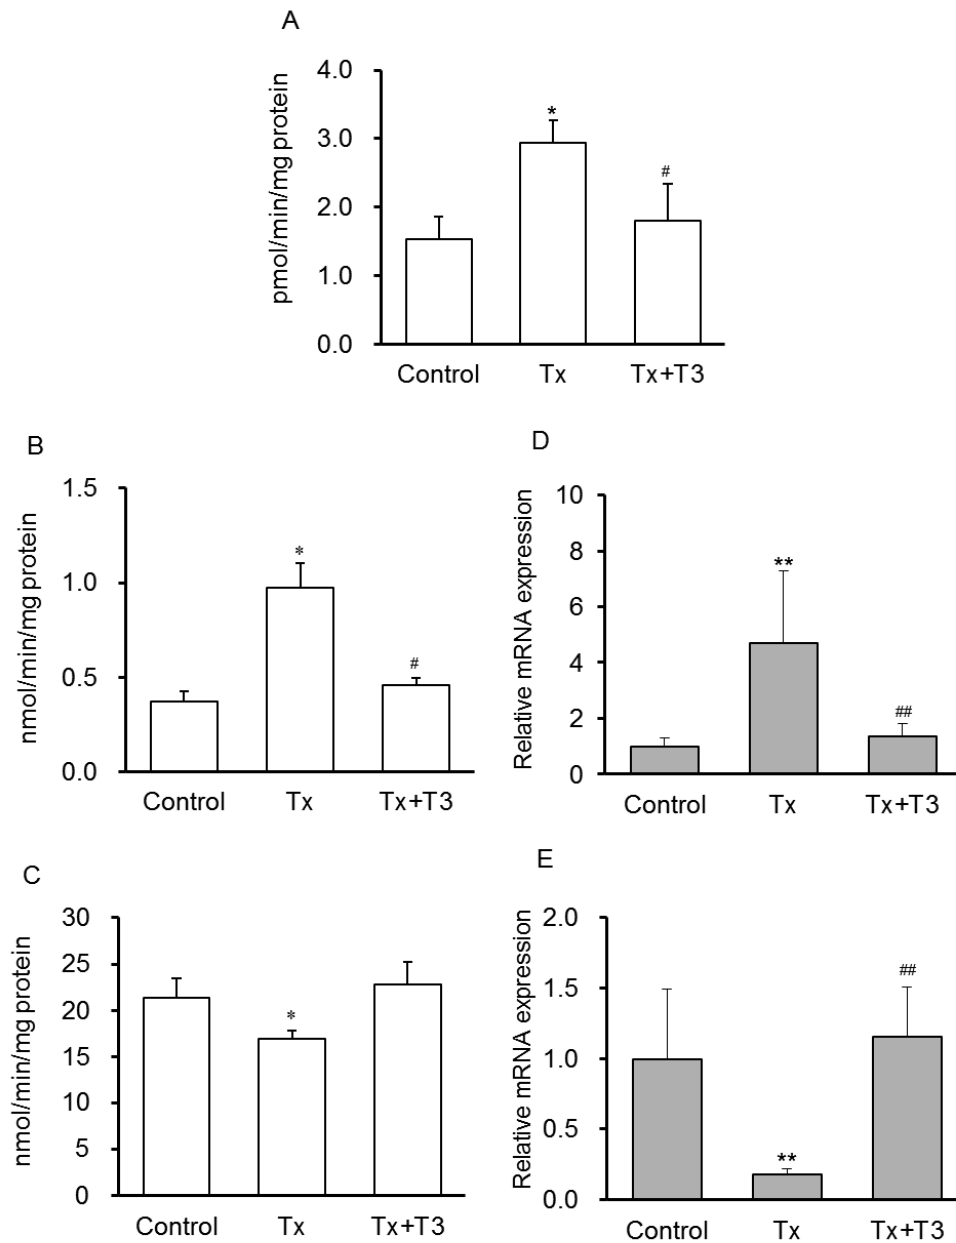 A
pmol/min/mg protein
4.0
3.0
2.0
1.0
0.0
*
#
Control Tx Tx+T3
B
nmol/min/mg protein
1.5
1.0
0.5
0.0
*
#
Control Tx Tx+T3
D
Relative mRNA expression
10
8
6
4
2
0
**
##
Control Tx Tx+T3
C
nmol/min/mg protein
30
25
20
15
10
5
0
*
Control Tx Tx+T3
E
Relative mRNA expression
2.0
1.5
1.0
0.5
0.0
**
##
Control Tx Tx+T3